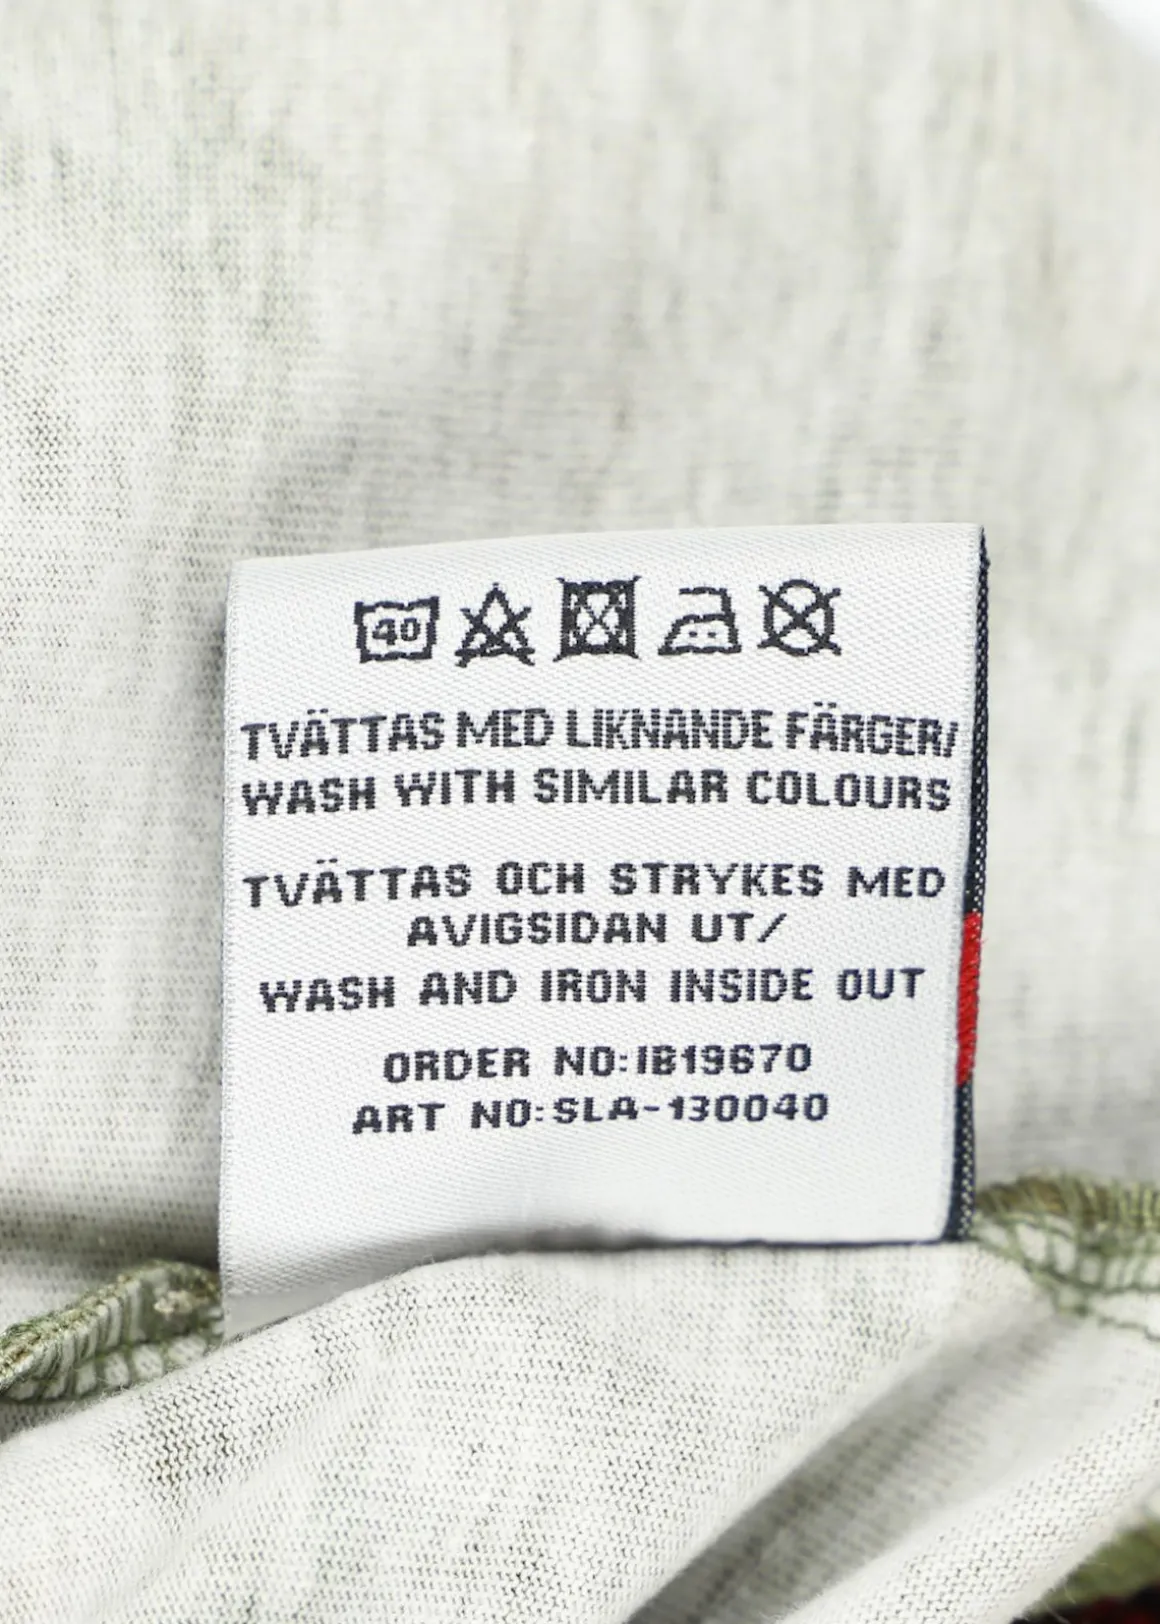 40
TVÄTTAS MED LIKNANDE FÄRGER/
WASH WITH SIMILAR COLOURS
TVÄTTAS OCH STRYKES MED
AVIGSIDAN UT/
WASH AND IRON INSIDE OUT
ORDER NO:IB19670
ART NO:SLA-130040